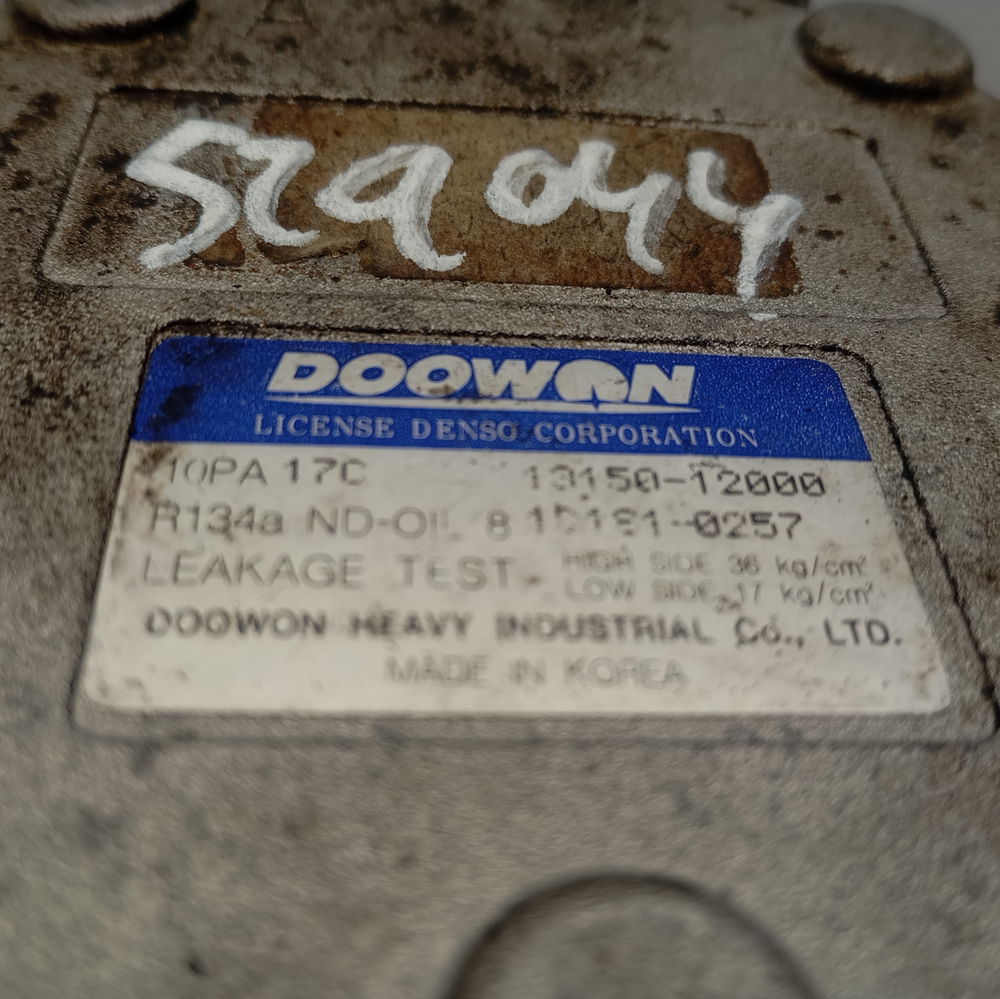 529044
DOOWON
LICENSE DENSO CORPORATION
10PA 17C 13150-12000
R134a ND-OIL 8
LEAKAGE TEST HIGH SIDE 36 kg/cm²
LOW SIDE 17 kg/cm²
DOOWON HEAVY INDUSTRIAL Co., LTD.
MADE IN KOREA